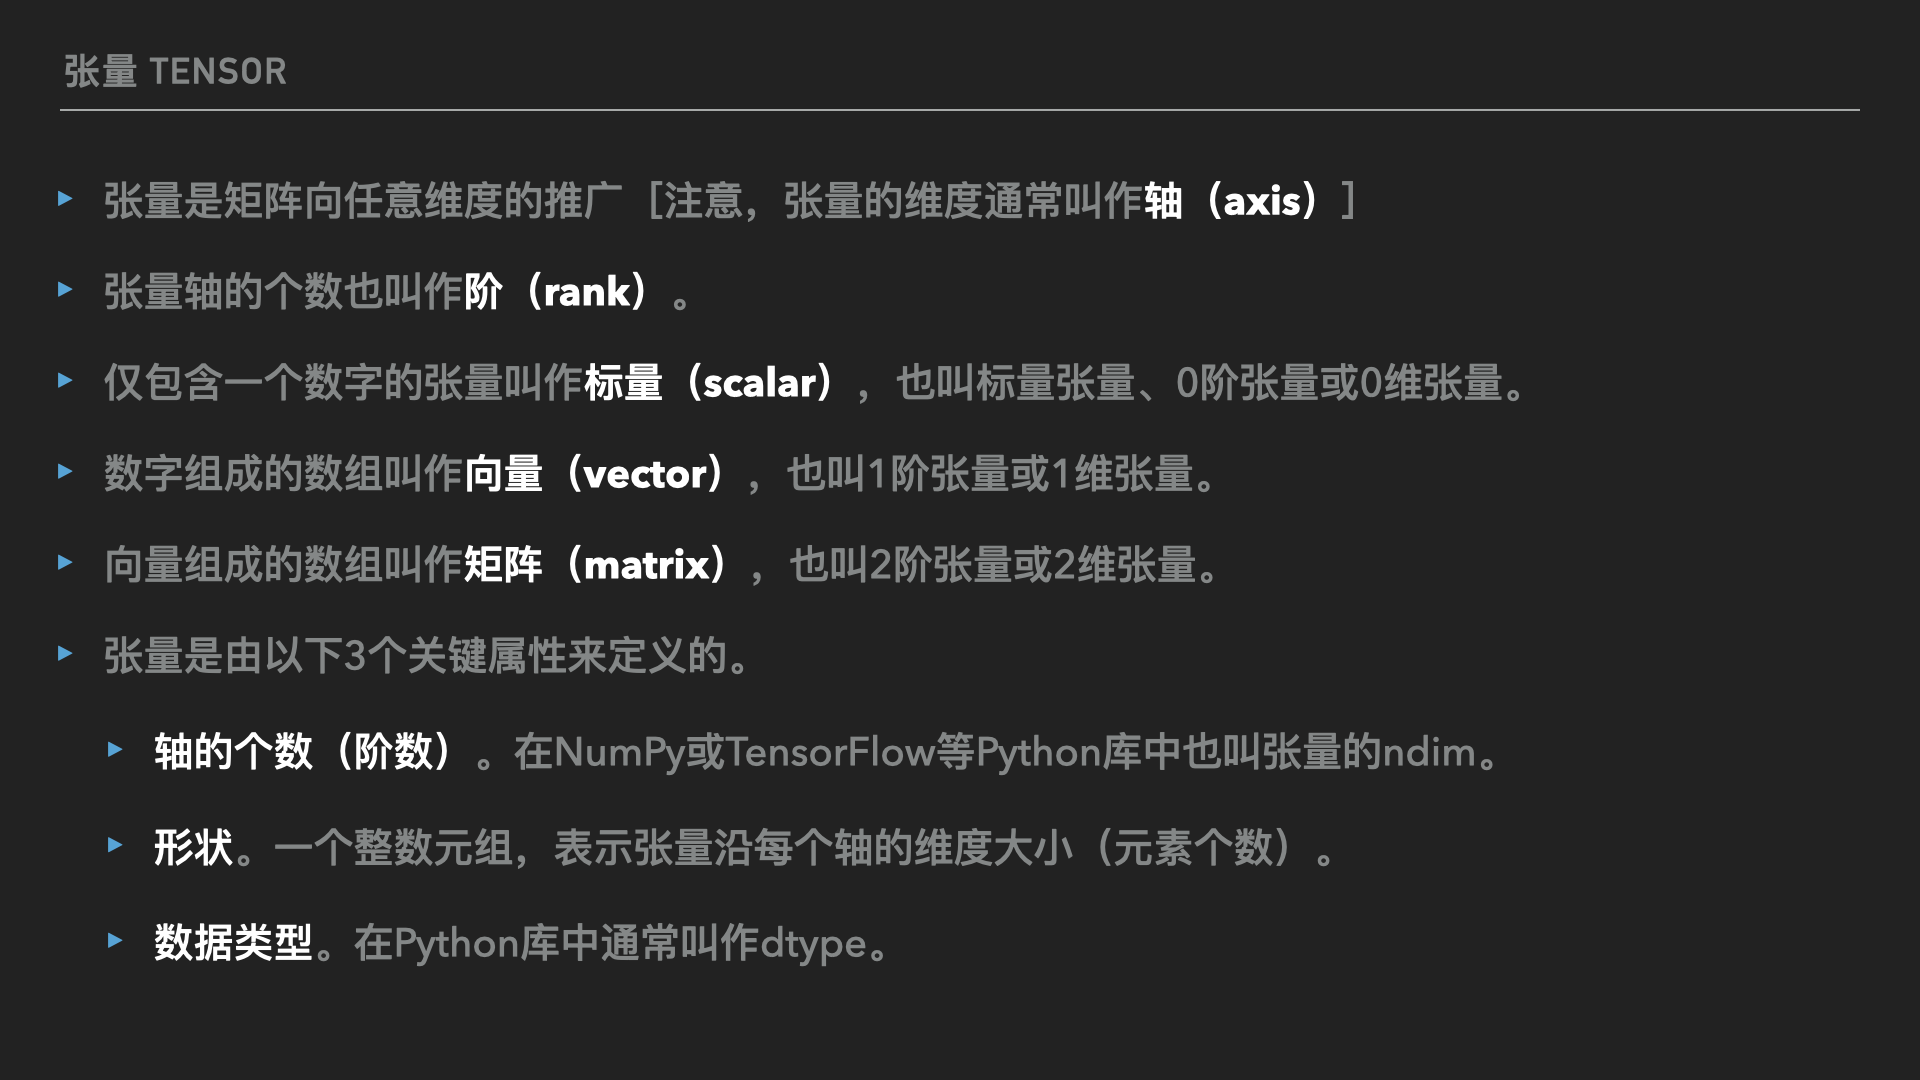 张量 TENSOR
▸ 张量是矩阵向任意维度的推广［注意，张量的维度通常叫作轴（axis）］
▸ 张量轴的个数也叫作阶（rank）。
▸ 仅包含一个数字的张量叫作标量（scalar），也叫标量张量、0阶张量或0维张量。
▸ 数字组成的数组叫作向量（vector），也叫1阶张量或1维张量。
▸ 向量组成的数组叫作矩阵（matrix），也叫2阶张量或2维张量。
▸ 张量是由以下3个关键属性来定义的。
▸ 轴的个数（阶数）。在NumPy或TensorFlow等Python库中也叫张量的ndim。
▸ 形状。一个整数元组，表示张量沿每个轴的维度大小（元素个数）。
▸ 数据类型。在Python库中通常叫作dtype。